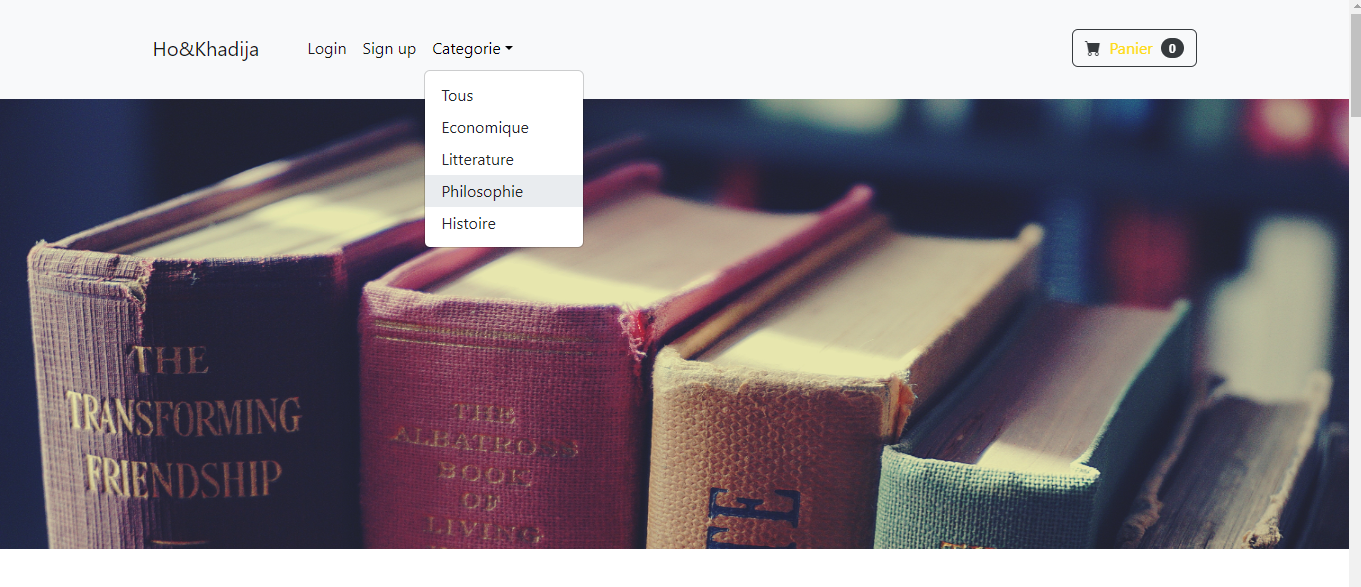 Ho&Khadija
Login
Sign up
Categorie
Panier 0
Tous
Economique
Litterature
Philosophie
Histoire
THE
TRANSFORMING
FRIENDSHIP
THE
ALBATROSS
BOOK
OF
LIVING